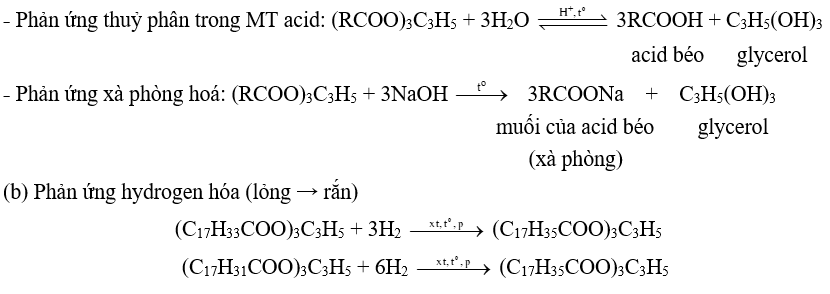 - Phản ứng thuỷ phân trong MT acid: (RCOO)₃C₃H₅ + 3H₂O ⇌ 3RCOOH + C₃H₅(OH)₃
H⁺, t°
acid béo glycerol
- Phản ứng xà phòng hoá: (RCOO)₃C₃H₅ + 3NaOH ⟶ 3RCOONa + C₃H₅(OH)₃
t°
muối của acid béo glycerol
(xà phòng)
(b) Phản ứng hydrogen hóa (lỏng → rắn)
(C₁₇H₃₃COO)₃C₃H₅ + 3H₂ ⟶ (C₁₇H₃₅COO)₃C₃H₅
xt, t°, p
(C₁₇H₃₁COO)₃C₃H₅ + 6H₂ ⟶ (C₁₇H₃₅COO)₃C₃H₅
xt, t°, p